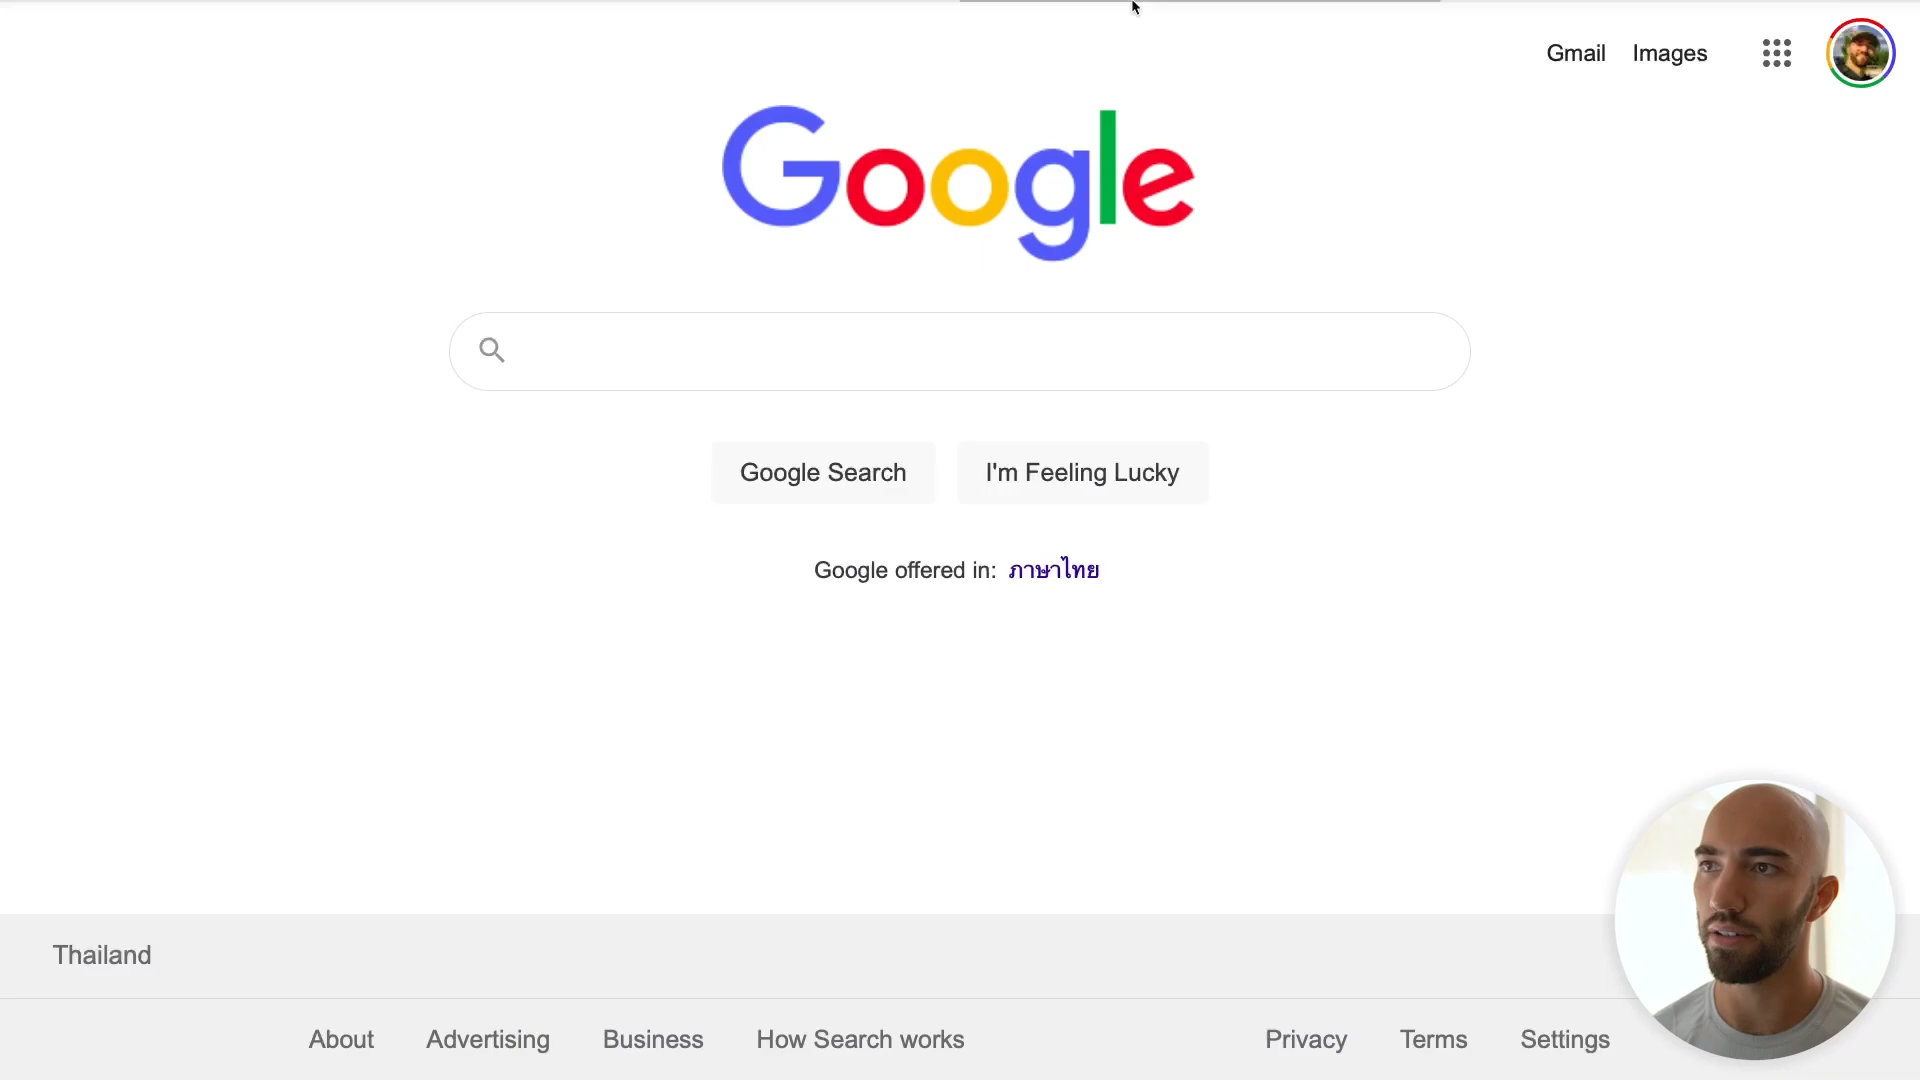 Gmail Images
Google
Google Search I'm Feeling Lucky
Google offered in: ภาษาไทย
Thailand
About Advertising Business How Search works Privacy Terms Settings